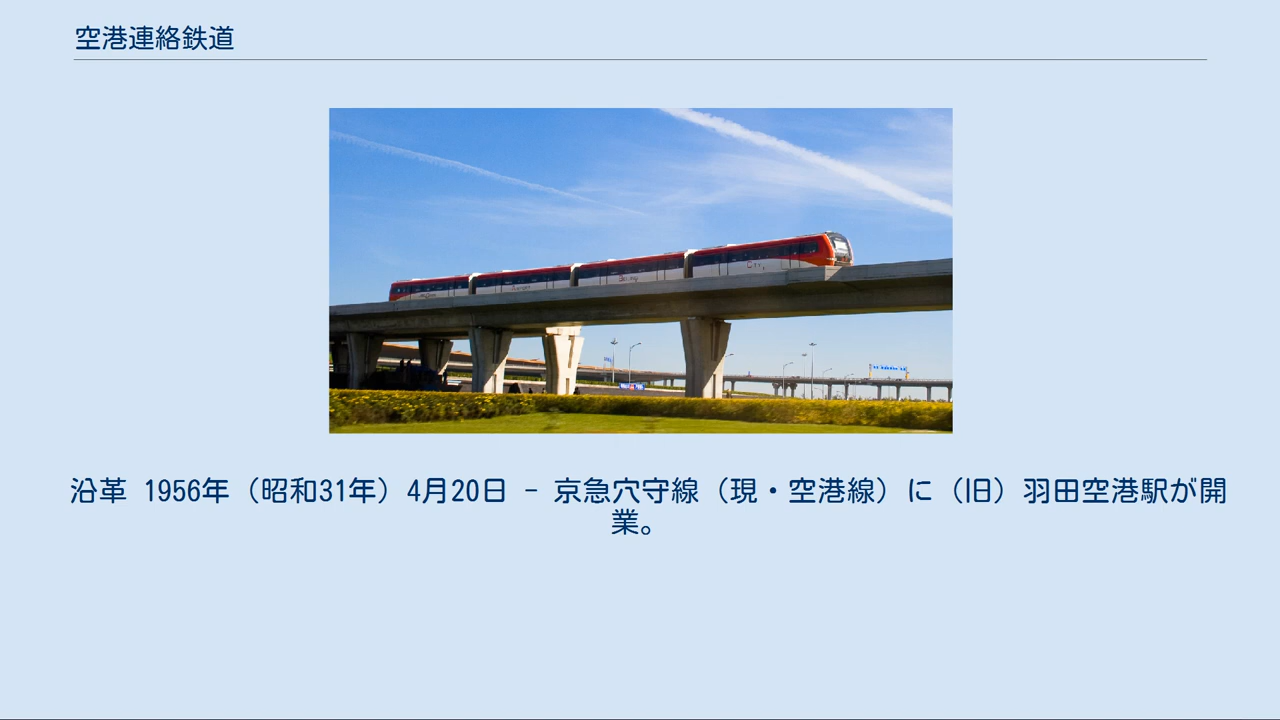 空港連絡鉄道
沿革 1956年（昭和31年）4月20日 - 京急穴守線（現・空港線）に（旧）羽田空港駅が開
業。